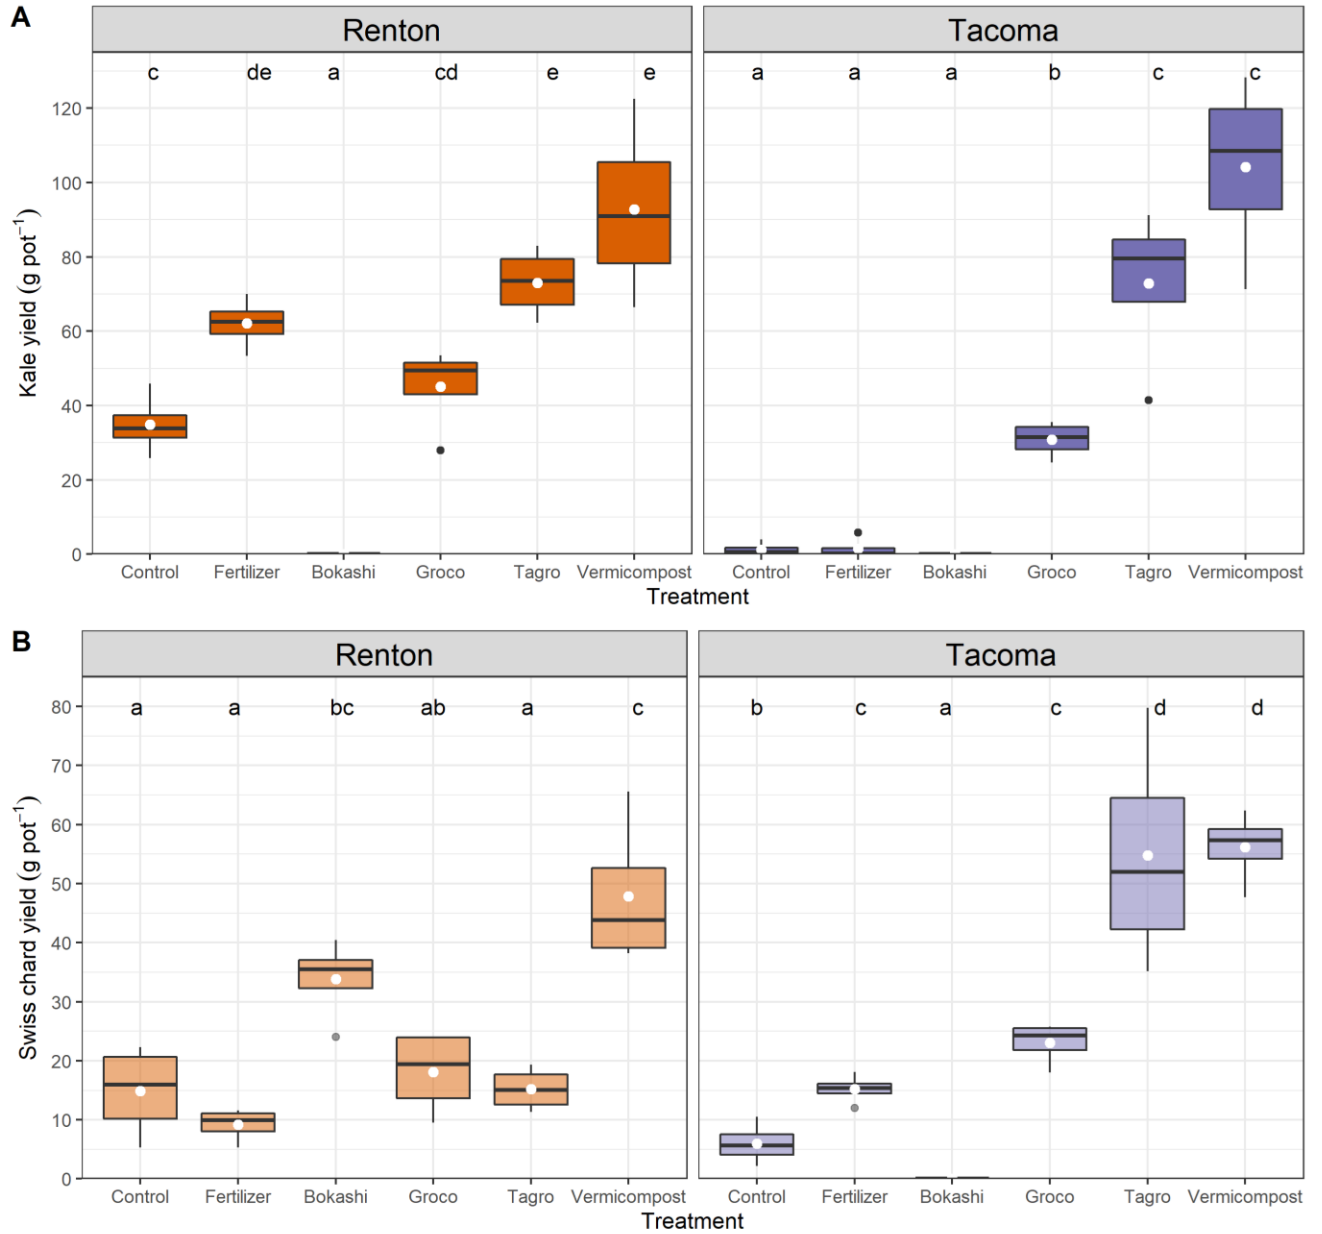 A
Renton Tacoma
c de a cd e e a a a b c c
120
100
80
60
40
20
0
Kale yield (g pot⁻¹)
Control Fertilizer Bokashi Groco Tagro Vermicompost Control Fertilizer Bokashi Groco Tagro Vermicompost
Treatment
B
Renton Tacoma
a a bc ab a c b c a c d d
80
70
60
50
40
30
20
10
0
Swiss chard yield (g pot⁻¹)
Control Fertilizer Bokashi Groco Tagro Vermicompost Control Fertilizer Bokashi Groco Tagro Vermicompost
Treatment